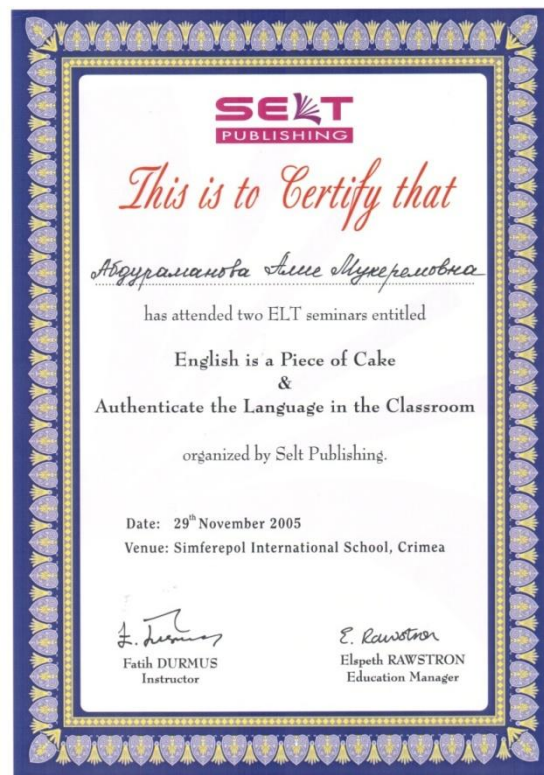 SELT
PUBLISHING
This is to Certify that
Абдураманова Алие Мукеремовна
has attended two ELT seminars entitled
English is a Piece of Cake
&
Authenticate the Language in the Classroom
organized by Selt Publishing.
Date: 29th November 2005
Venue: Simferepol International School, Crimea
F. Durmuş
E. Rawstron
Fatih DURMUS
Elspeth RAWSTRON
Instructor
Education Manager